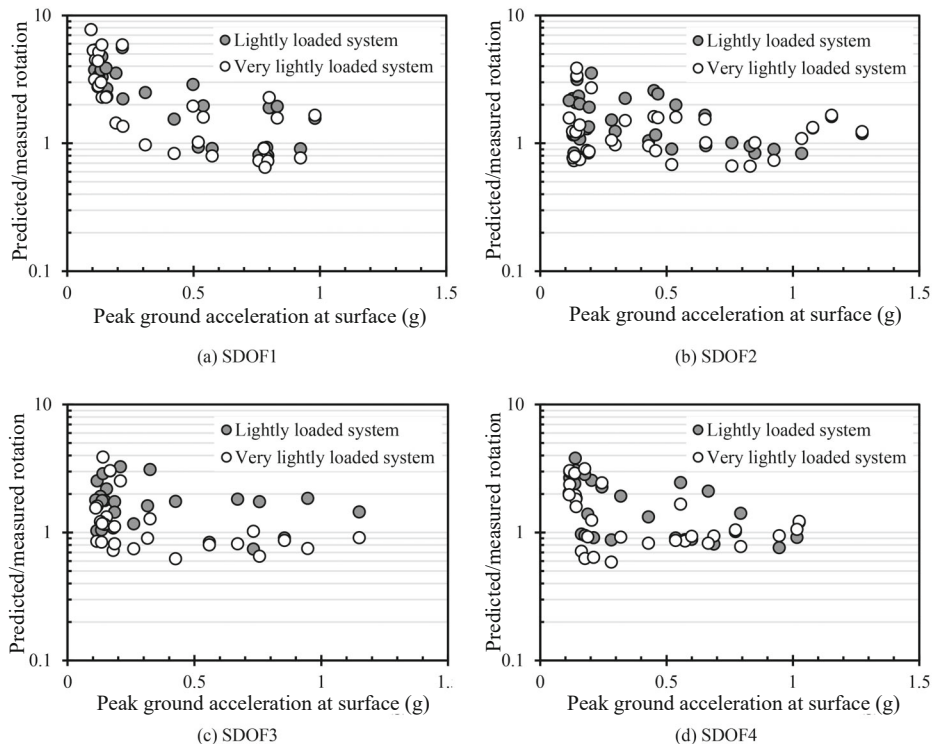 10
Lightly loaded system
Very lightly loaded system
1
0.1
Predicted/measured rotation
0 0.5 1 1.5
Peak ground acceleration at surface (g)
(a) SDOF1
10
Lightly loaded system
Very lightly loaded system
1
0.1
Predicted/measured rotation
0 0.5 1 1.5
Peak ground acceleration at surface (g)
(b) SDOF2
10
Lightly loaded system
Very lightly loaded system
1
0.1
Predicted/measured rotation
0 0.5 1 1..
Peak ground acceleration at surface (g)
(c) SDOF3
10
Lightly loaded system
Very lightly loaded system
1
0.1
Predicted/measured rotation
0 0.5 1 1.5
Peak ground acceleration at surface (g)
(d) SDOF4